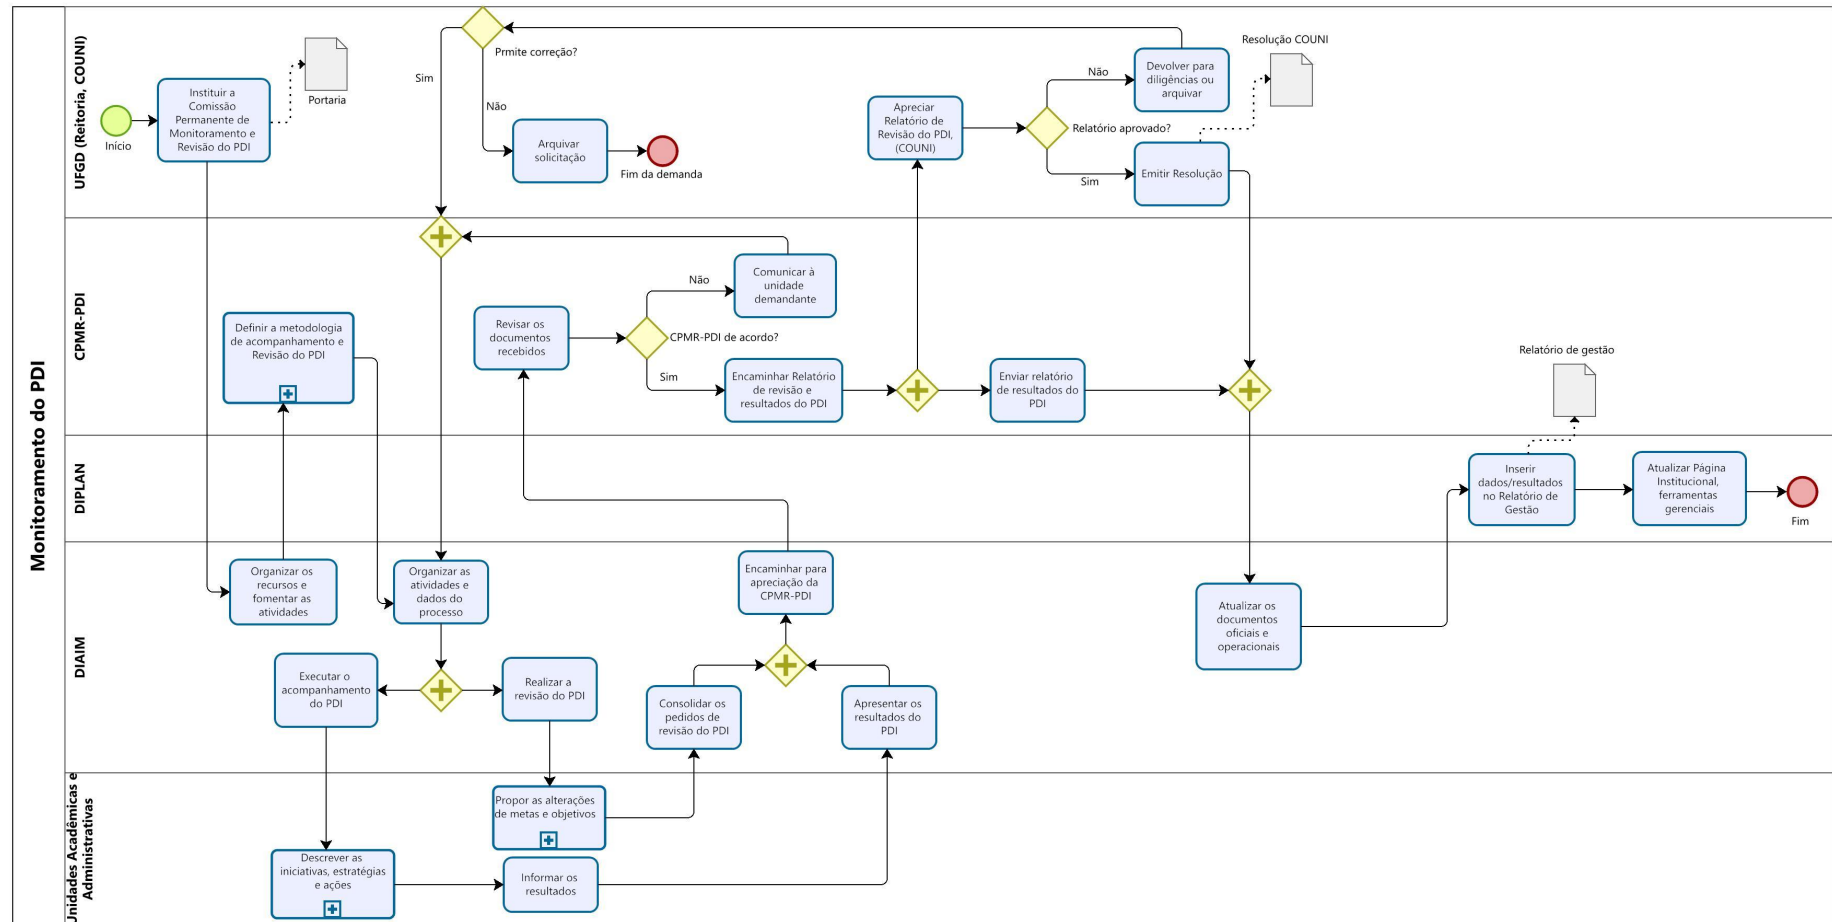 Monitoramento do PDI
UFGD (Reitoria, COUNI)
Início
Instituir a
Comissão
Permanente de
Monitoramento e
Revisão do PDI
Portaria
Prmite correção?
Sim
Não
Arquivar
solicitação
Fim da demanda
Apreciar
Relatório de
Revisão do PDI,
(COUNI)
Relatório aprovado?
Não
Devolver para
diligências ou
arquivar
Sim
Emitir Resolução
Resolução COUNI
CPMR-PDI
Definir a metodologia
de acompanhamento e
Revisão do PDI
Revisar os
documentos
recebidos
CPMR-PDI de acordo?
Não
Comunicar à
unidade
demandante
Sim
Encaminhar Relatório
de revisão e
resultados do PDI
Enviar relatório
de resultados do
PDI
Relatório de gestão
DIPLAN
Inserir
dados/resultados
no Relatório de
Gestão
Atualizar Página
Institucional,
ferramentas
gerenciais
Fim
DIAIM
Organizar os
recursos e
fomentar as
atividades
Organizar as
atividades e
dados do
processo
Encaminhar para
apreciação da
CPMR-PDI
Atualizar os
documentos
oficiais e
operacionais
Executar o
acompanhamento
do PDI
Realizar a
revisão do PDI
Consolidar os
pedidos de
revisão do PDI
Apresentar os
resultados do
PDI
Unidades Acadêmicas e
Administrativas
Propor as alterações
de metas e objetivos
Descrever as
iniciativas, estratégias
e ações
Informar os
resultados